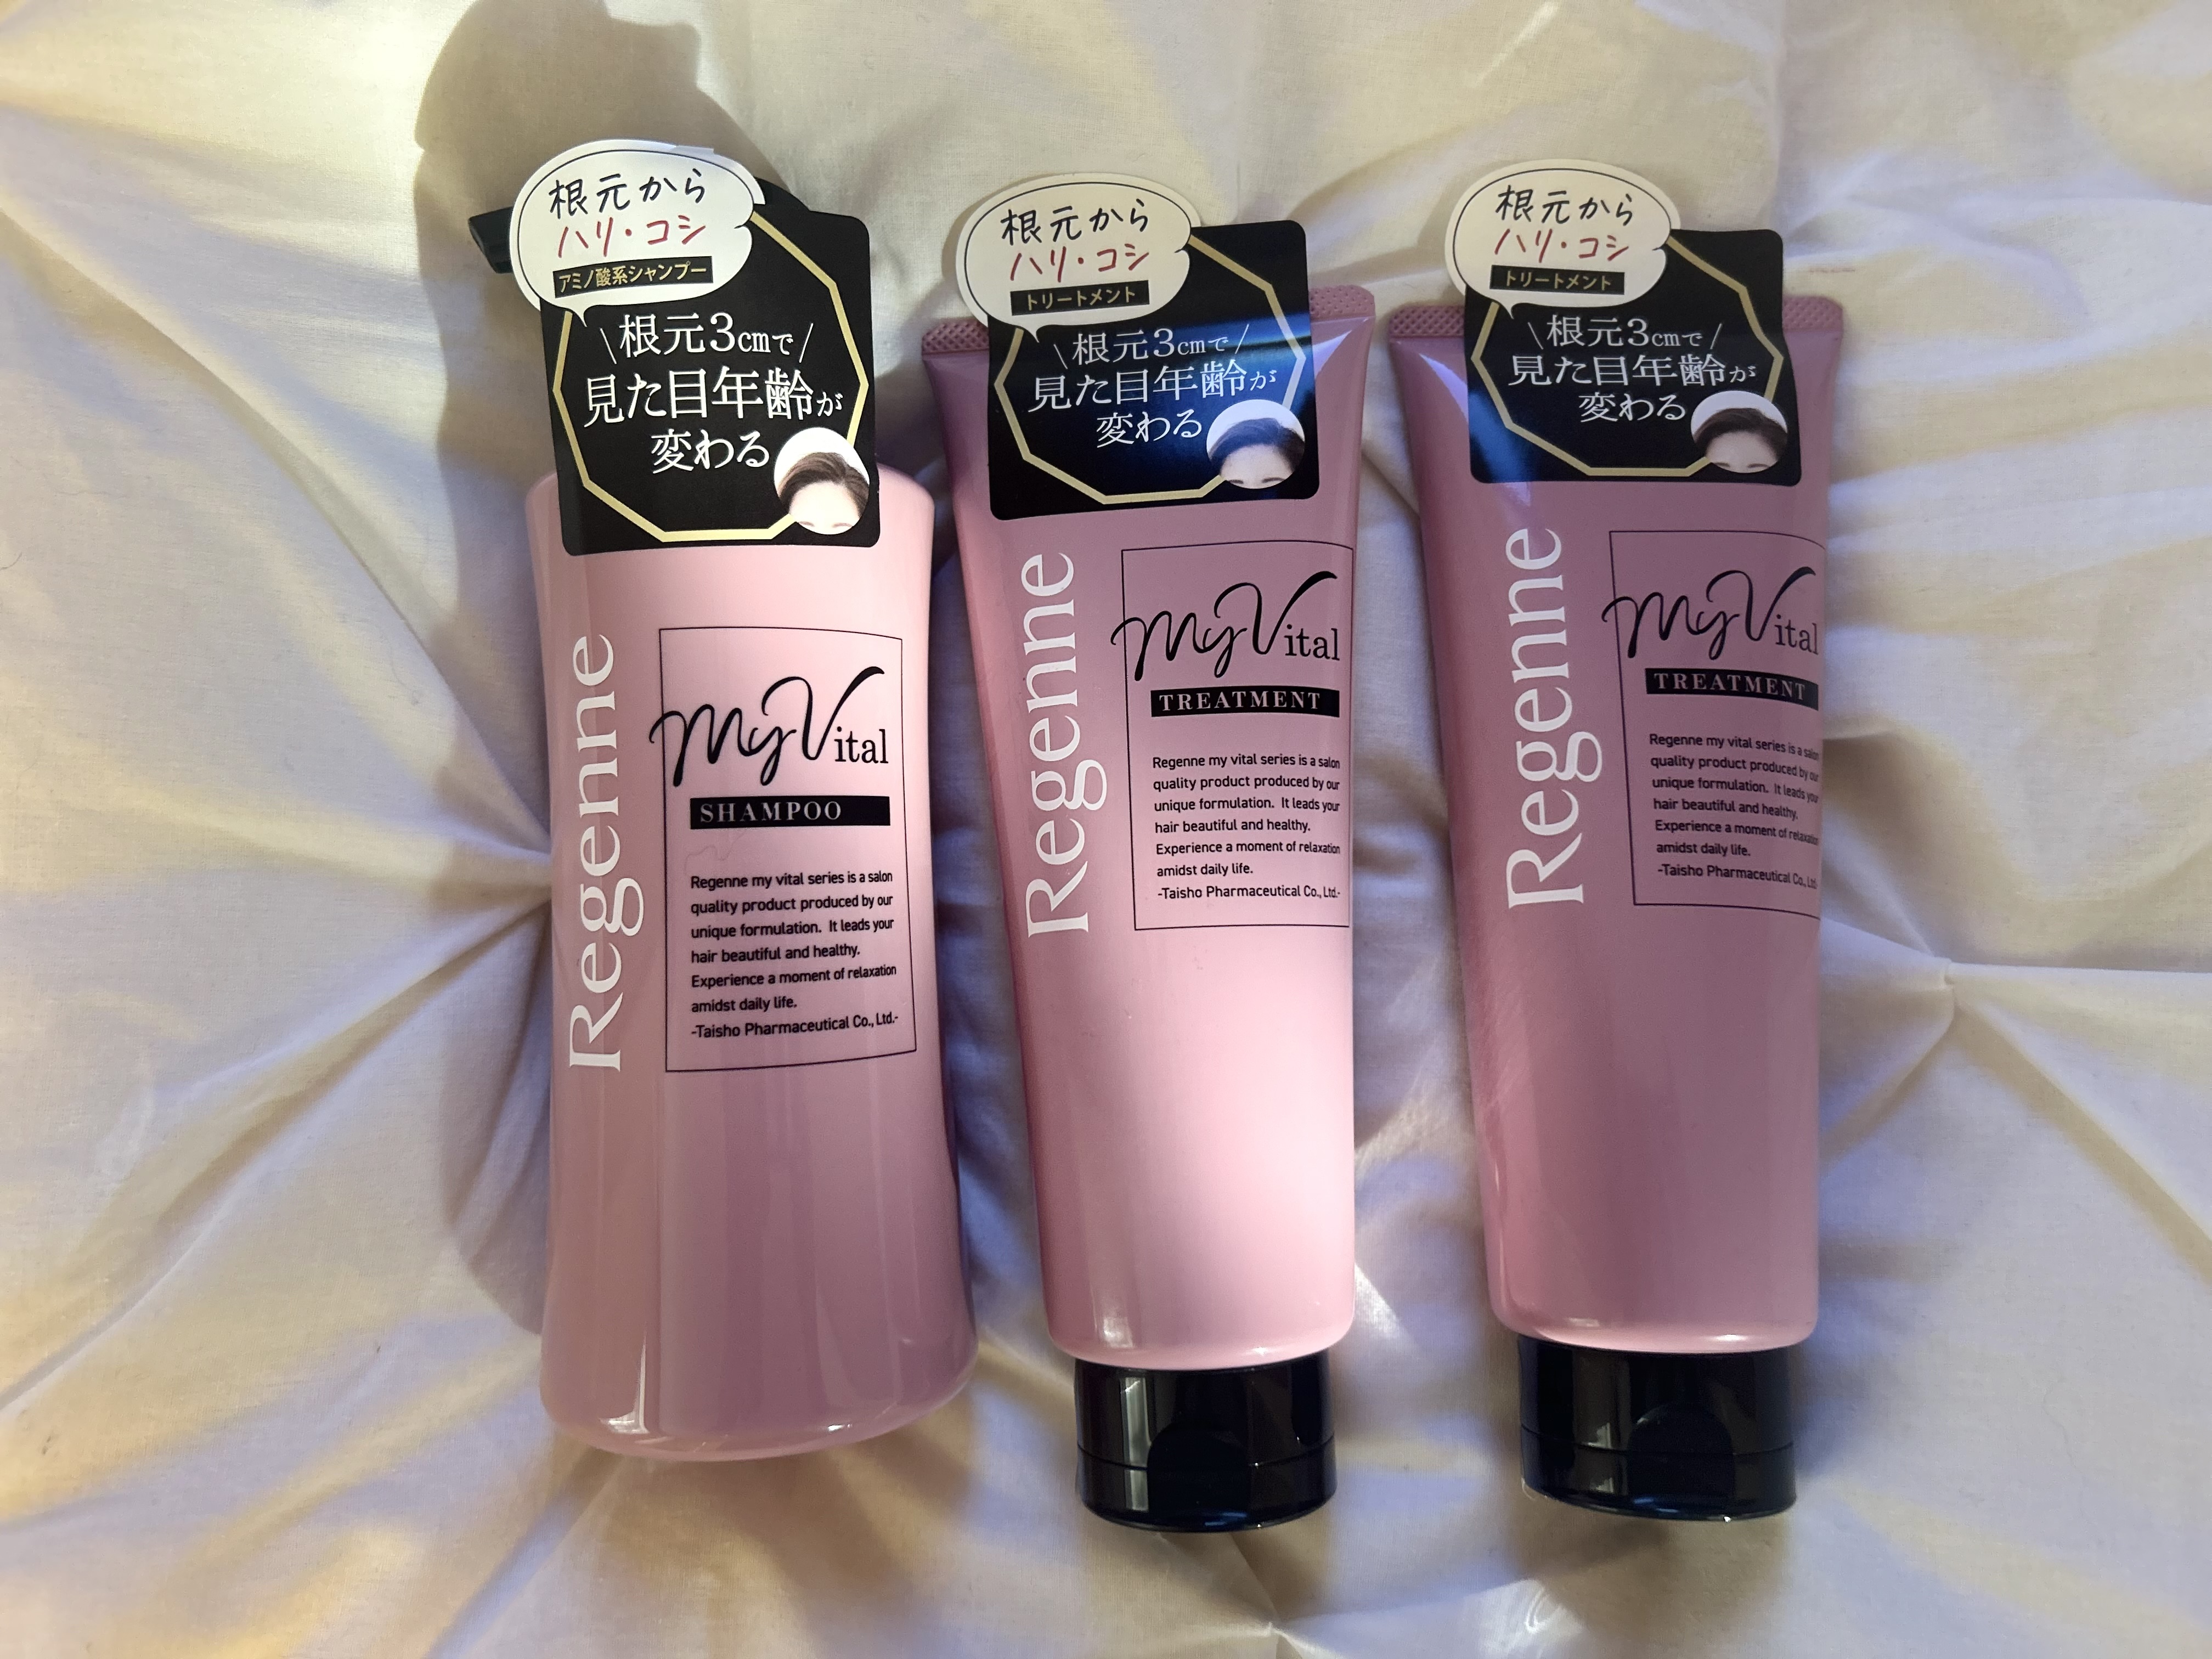 根元から
ハリ・コシ
アミノ酸系シャンプー
\根元3cmで/
見た目年齢が
変わる
Regenne
my Vital
SHAMPOO
Regenne my vital series is a salon
quality product produced by our
unique formulation. It leads your
hair beautiful and healthy.
Experience a moment of relaxation
amidst daily life.
-Taisho Pharmaceutical Co., Ltd.-
根元から
ハリ・コシ
トリートメント
\根元3cmで/
見た目年齢が
変わる
Regenne
my Vital
TREATMENT
Regenne my vital series is a salon
quality product produced by our
unique formulation. It leads your
hair beautiful and healthy.
Experience a moment of relaxation
amidst daily life.
-Taisho Pharmaceutical Co., Ltd.-
根元から
ハリ・コシ
トリートメント
\根元3cmで/
見た目年齢が
変わる
Regenne
my Vital
TREATMENT
Regenne my vital series is a salon
quality product produced by our
unique formulation. It leads your
hair beautiful and healthy.
Experience a moment of relaxation
amidst daily life.
-Taisho Pharmaceutical Co., Ltd.